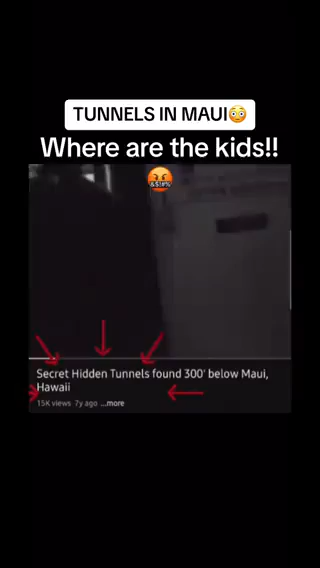 TUNNELS IN MAUI😳
Where are the kids!!
Secret Hidden Tunnels found 300' below Maui,
Hawaii
15K views 7y ago ...more